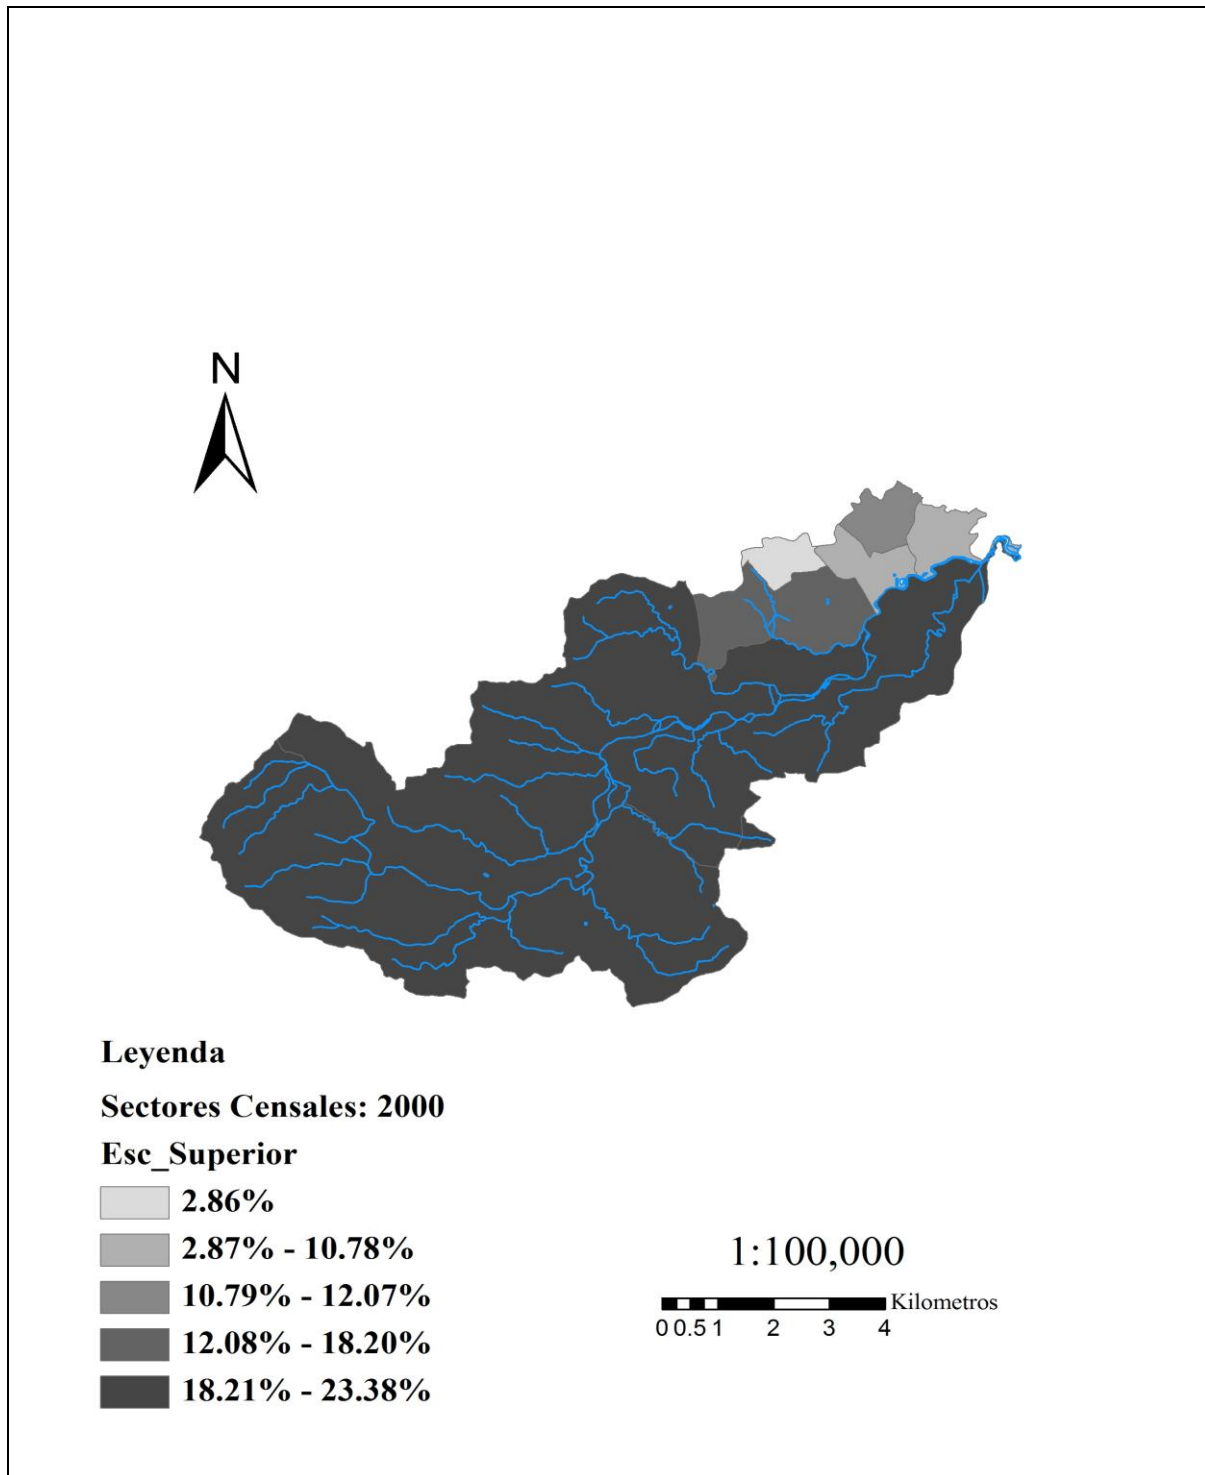 N
Leyenda
Sectores Censales: 2000
Esc_Superior
2.86%
2.87% - 10.78%
10.79% - 12.07%
12.08% - 18.20%
18.21% - 23.38%
1:100,000
Kilometros
0 0.5 1 2 3 4